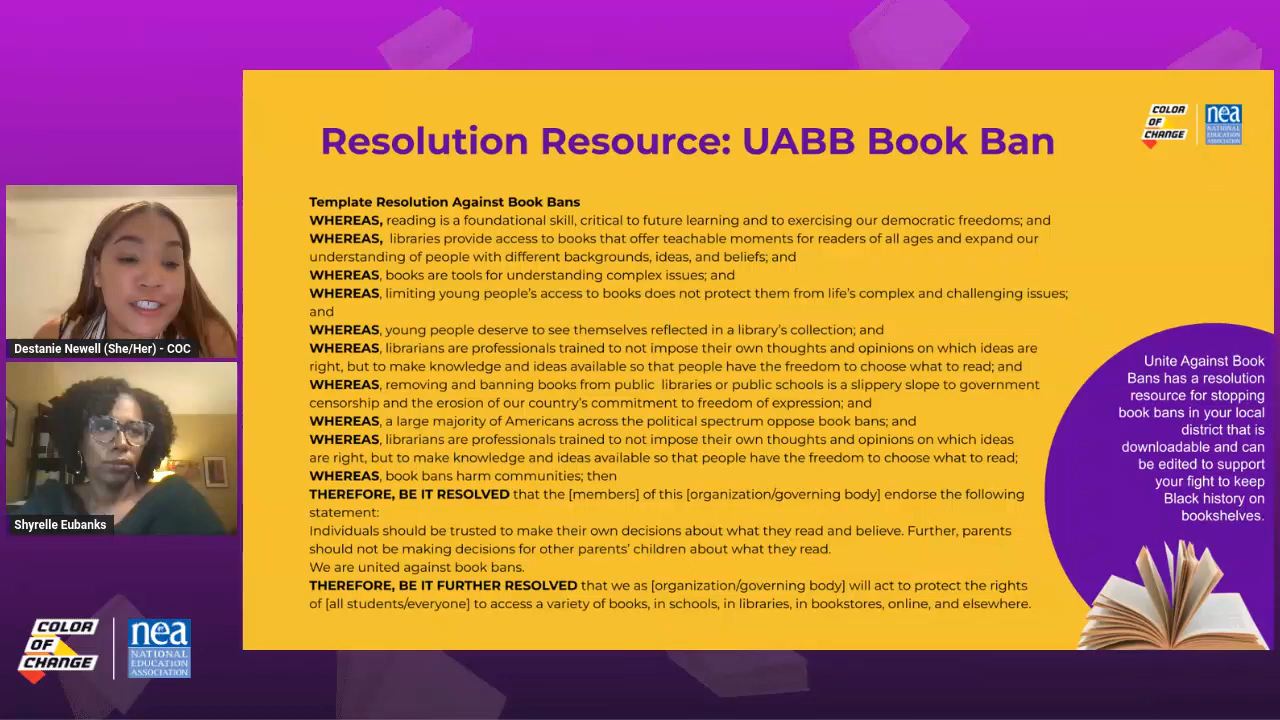 Resolution Resource: UABB Book Ban
COLOR
OF
CHANGE
nea
NATIONAL
EDUCATION
ASSOCIATION
Template Resolution Against Book Bans
WHEREAS, reading is a foundational skill, critical to future learning and to exercising our democratic freedoms; and
WHEREAS, libraries provide access to books that offer teachable moments for readers of all ages and expand our
understanding of people with different backgrounds, ideas, and beliefs; and
WHEREAS, books are tools for understanding complex issues; and
WHEREAS, limiting young people's access to books does not protect them from life's complex and challenging issues;
and
WHEREAS, young people deserve to see themselves reflected in a library's collection; and
WHEREAS, librarians are professionals trained to not impose their own thoughts and opinions on which ideas are
right, but to make knowledge and ideas available so that people have the freedom to choose what to read; and
WHEREAS, removing and banning books from public libraries or public schools is a slippery slope to government
censorship and the erosion of our country's commitment to freedom of expression; and
WHEREAS, a large majority of Americans across the political spectrum oppose book bans; and
WHEREAS, librarians are professionals trained to not impose their own thoughts and opinions on which ideas
are right, but to make knowledge and ideas available so that people have the freedom to choose what to read;
WHEREAS, book bans harm communities; then
THEREFORE, BE IT RESOLVED that the [members] of this [organization/governing body] endorse the following
statement:
Individuals should be trusted to make their own decisions about what they read and believe. Further, parents
should not be making decisions for other parents' children about what they read.
We are united against book bans.
THEREFORE, BE IT FURTHER RESOLVED that we as [organization/governing body] will act to protect the rights
of [all students/everyone] to access a variety of books, in schools, in libraries, in bookstores, online, and elsewhere.
Unite Against Book
Bans has a resolution
resource for stopping
book bans in your local
district that is
downloadable and can
be edited to support
your fight to keep
Black history on
bookshelves.
Destanie Newell (She/Her) - COC
Shyrelle Eubanks
COLOR
OF
CHANGE
nea
NATIONAL
EDUCATION
ASSOCIATION